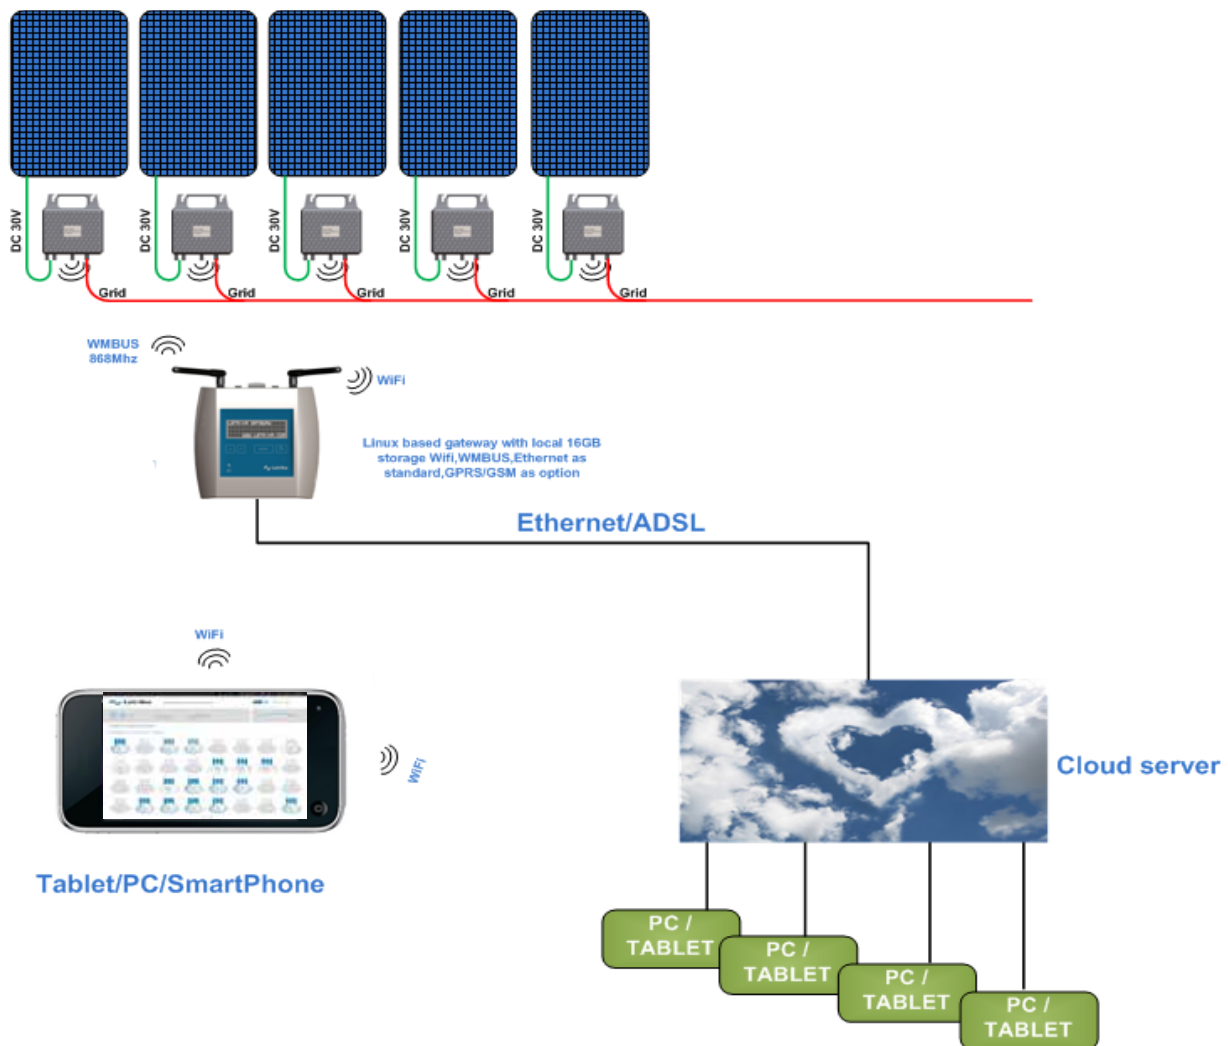 DC 30V
DC 30V
DC 30V
DC 30V
DC 30V
Grid
Grid
Grid
Grid
Grid
WMBUS
868Mhz
WiFi
Linux based gateway with local 16GB
storage Wifi,WMBUS,Ethernet as
standard,GPRS/GSM as option
Ethernet/ADSL
WiFi
WiFi
Cloud server
Tablet/PC/SmartPhone
PC /
TABLET
PC /
TABLET
PC /
TABLET
PC /
TABLET